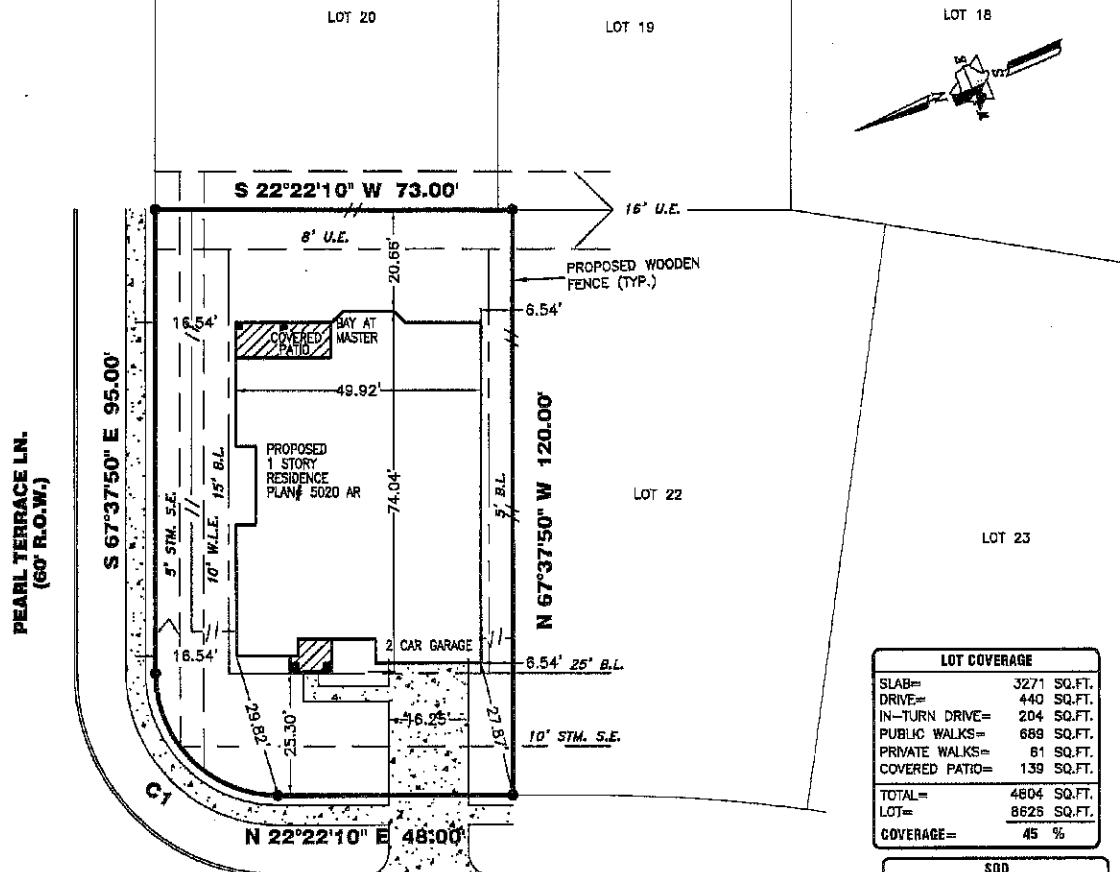 LOT 20
LOT 19
LOT 18
N
S
S 22°22'10" W 73.00'
16' U.E.
8' U.E.
20.66'
PROPOSED WOODEN
FENCE (TYP.)
16.54'
6.54'
COVERED
PATIO
BAY AT
MASTER
49.92'
S 67°37'50" E 95.00'
PEARL TERRACE LN.
(60' R.O.W.)
5' STM. S.E.
10' W.L.E.
15' B.L.
PROPOSED
1 STORY
RESIDENCE
PLAN# 5020 AR
74.04'
5' B.L.
N 67°37'50" W 120.00'
LOT 22
LOT 23
2 CAR GARAGE
16.54'
6.54'
25' B.L.
29.82'
25.30'
16.25'
27.87'
10' STM. S.E.
C1
N 22°22'10" E 48.00'
LOT COVERAGE
SLAB= 3271 SQ.FT.
DRIVE= 440 SQ.FT.
IN-TURN DRIVE= 204 SQ.FT.
PUBLIC WALKS= 689 SQ.FT.
PRIVATE WALKS= 61 SQ.FT.
COVERED PATIO= 139 SQ.FT.
TOTAL= 4804 SQ.FT.
LOT= 8625 SQ.FT.
COVERAGE= 45 %
SOD